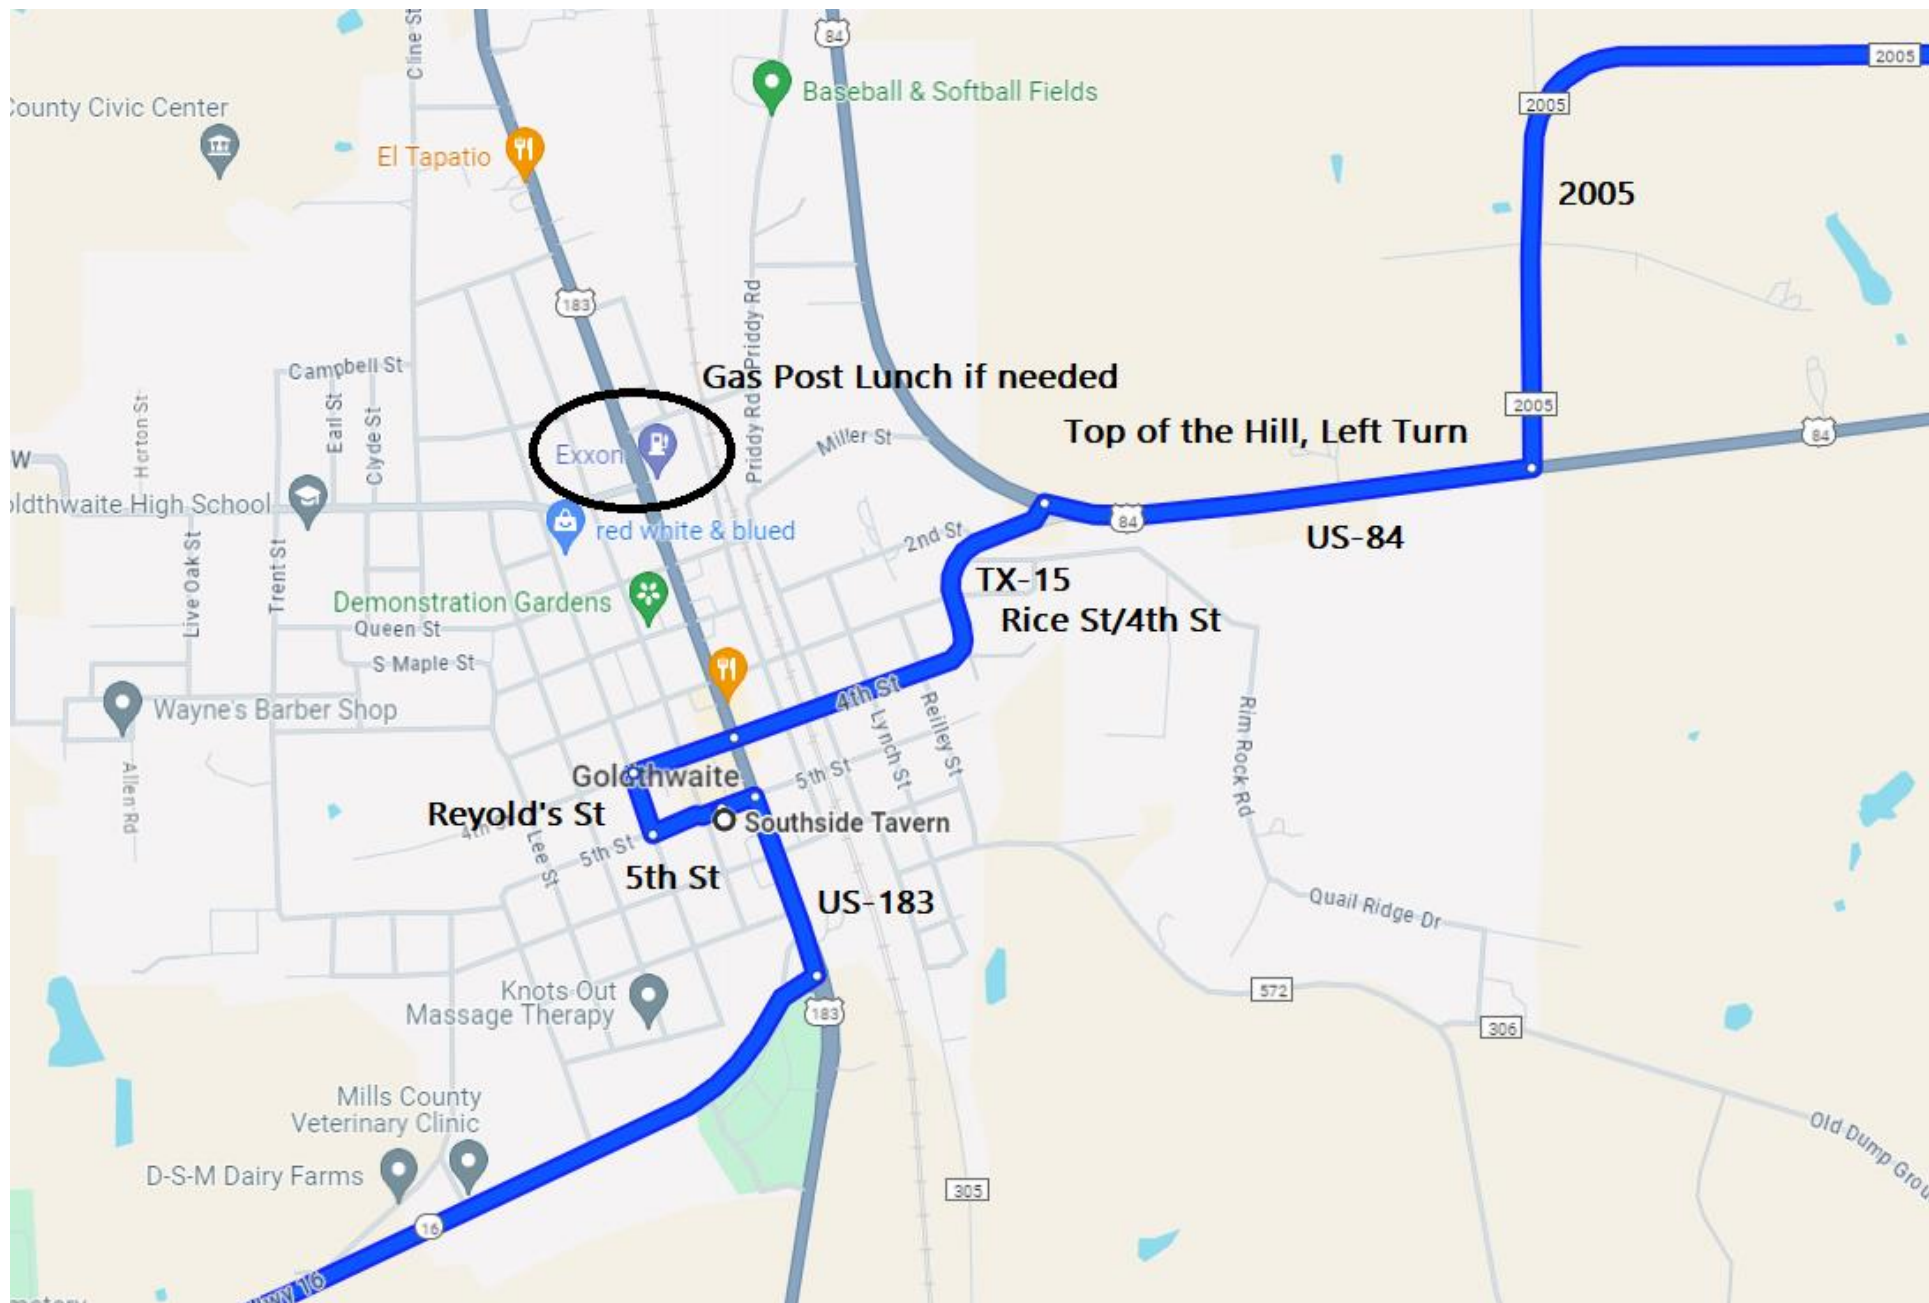 Cline St
84
2005
2005
County Civic Center
Baseball & Softball Fields
El Tapatio
2005
183
Priddy Rd
Priddy Rd
Campbell St
Gas Post Lunch if needed
Horton St
Earl St
Clyde St
2005
Top of the Hill, Left Turn
84
Miller St
Exxon
W
oldthwaite High School
84
red white & blued
2nd St
US-84
Live Oak St
Trent St
TX-15
Demonstration Gardens
Rice St/4th St
Queen St
S Maple St
4th St
Wayne's Barber Shop
Reilley St
Lynch St
Rim Rock Rd
Goldthwaite
5th St
Allen Rd
Reyold's St
Southside Tavern
4th St
Lee St
5th St
5th St
US-183
Quail Ridge Dr
Knots Out
Massage Therapy
572
183
306
Mills County
Veterinary Clinic
Old Dump Grou
D-S-M Dairy Farms
305
16
Hwy 16